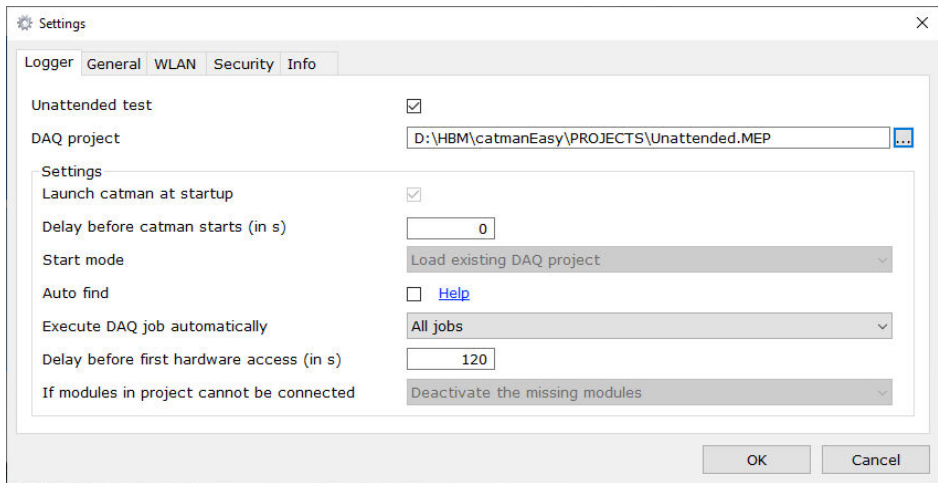 Settings
Logger General WLAN Security Info
Unattended test
DAQ project D:\HBM\catmanEasy\PROJECTS\Unattended.MEP ...
Settings
Launch catman at startup
Delay before catman starts (in s) 0
Start mode Load existing DAQ project
Auto find Help
Execute DAQ job automatically All jobs
Delay before first hardware access (in s) 120
If modules in project cannot be connected Deactivate the missing modules
OK Cancel